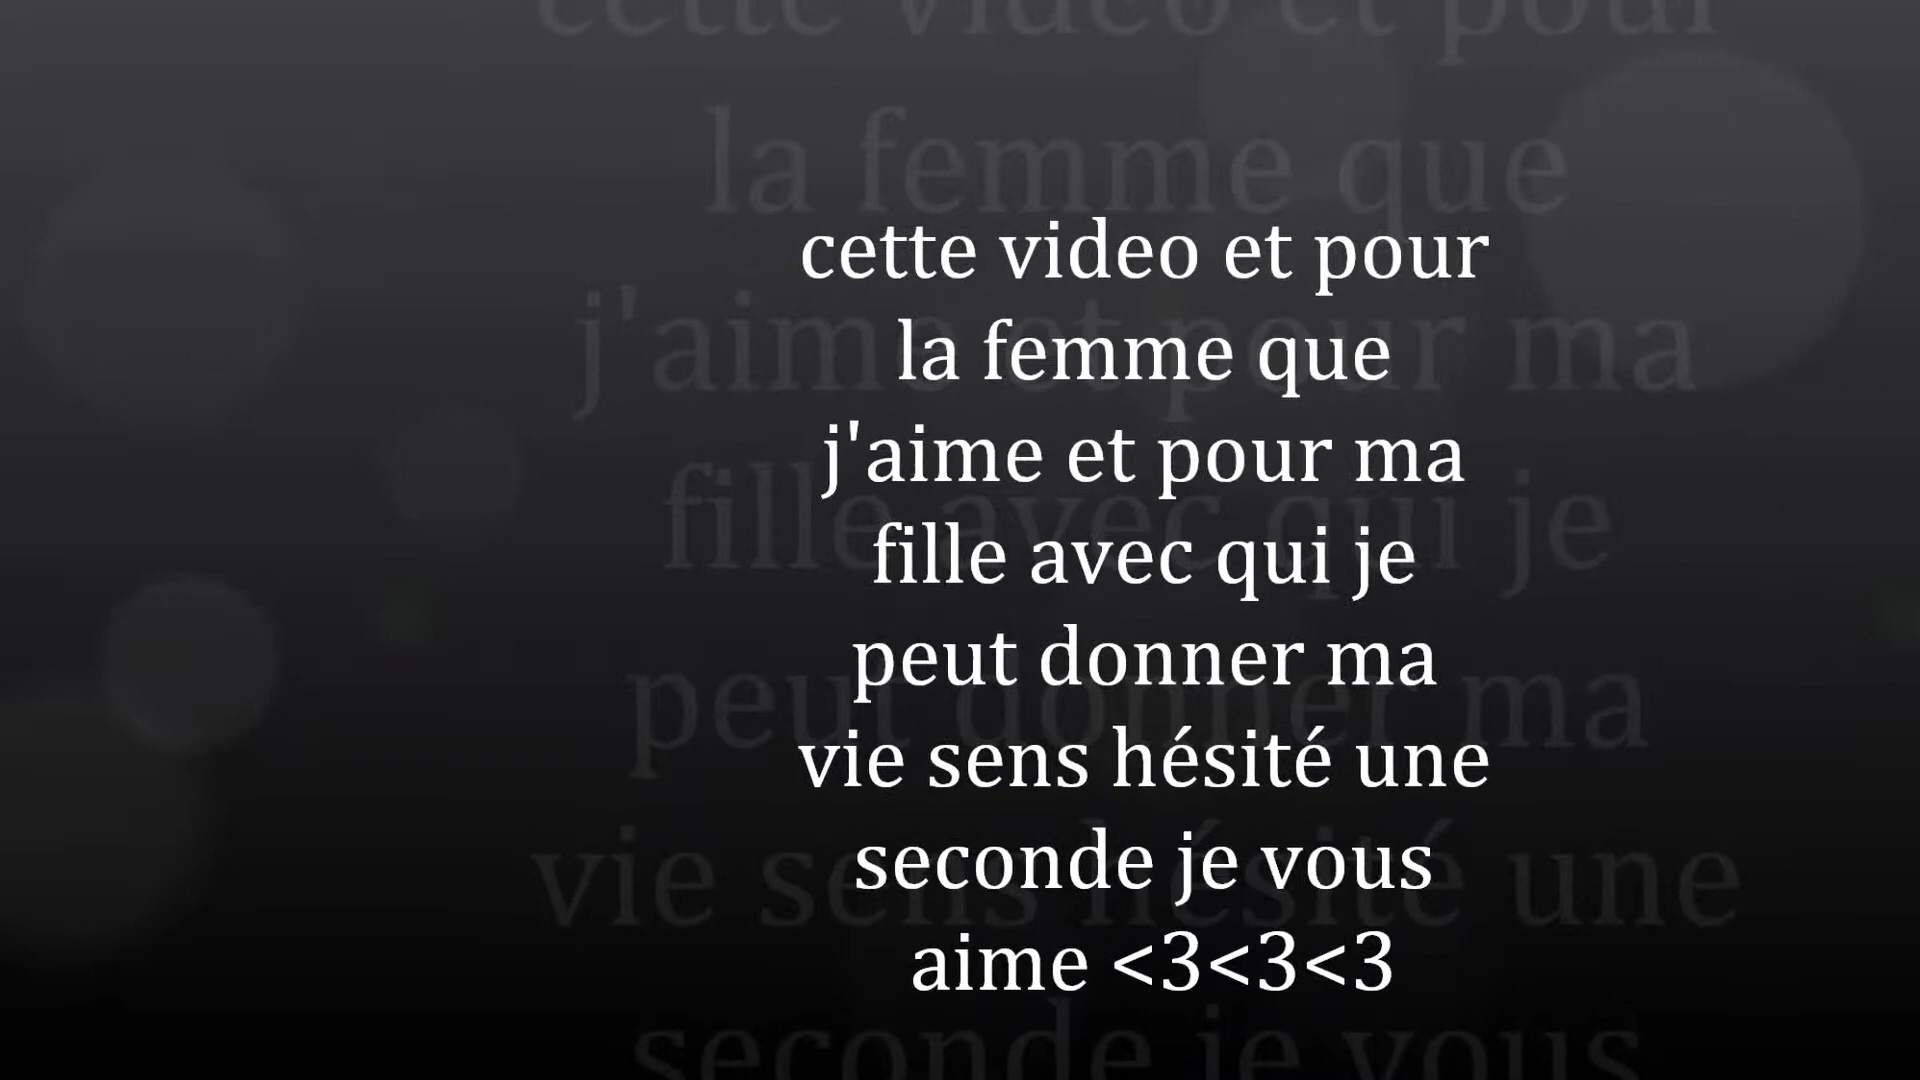 cette video et pour
la femme que
j'aime et pour ma
fille avec qui je
peut donner ma
vie sens hésité une
seconde je vous
aime <3<3<3